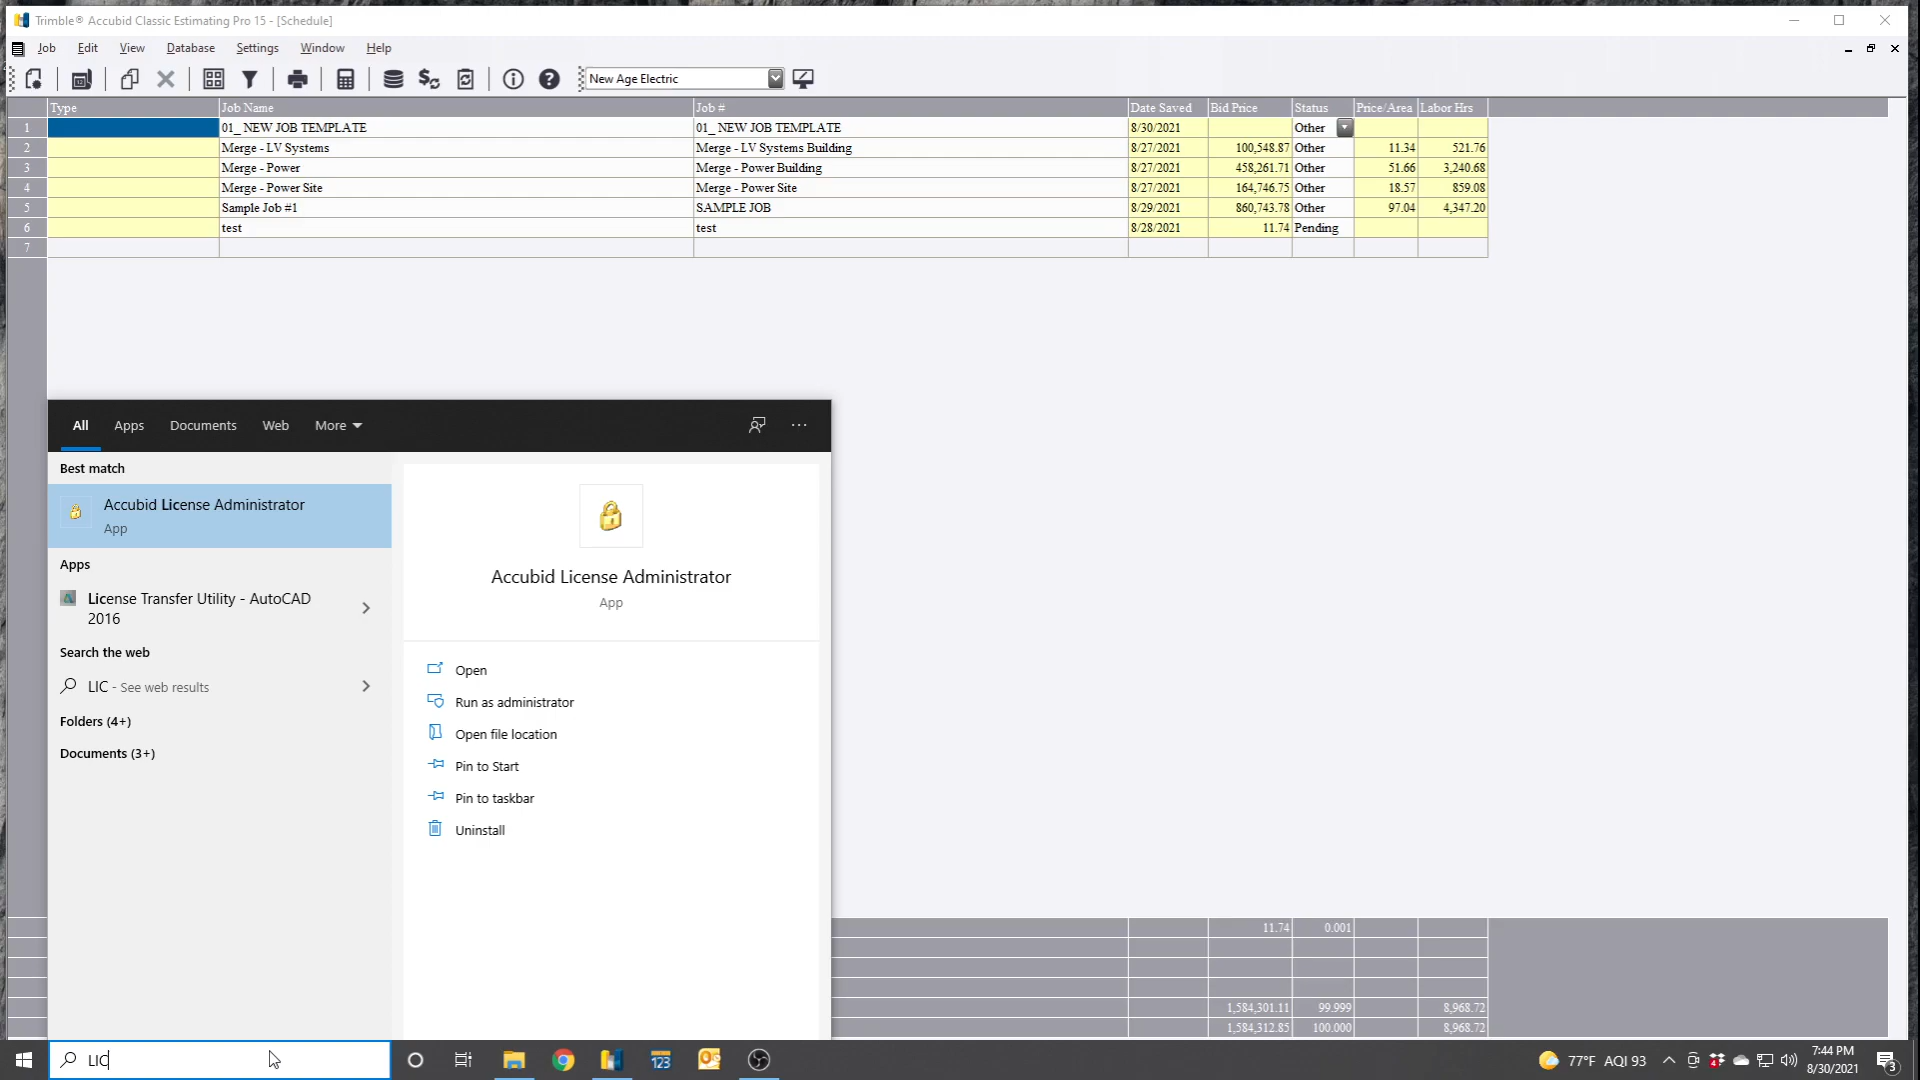 Trimble® Accubid Classic Estimating Pro 15 - [Schedule]
Job Edit View Database Settings Window Help
New Age Electric
Type Job Name Job # Date Saved Bid Price Status Price/Area Labor Hrs
1 01_ NEW JOB TEMPLATE 01_ NEW JOB TEMPLATE 8/30/2021 Other
2 Merge - LV Systems Merge - LV Systems Building 8/27/2021 100,548.87 Other 11.34 521.76
3 Merge - Power Merge - Power Building 8/27/2021 458,261.71 Other 51.66 3,240.68
4 Merge - Power Site Merge - Power Site 8/27/2021 164,746.75 Other 18.57 859.08
5 Sample Job #1 SAMPLE JOB 8/29/2021 860,743.78 Other 97.04 4,347.20
6 test test 8/28/2021 11.74 Pending
7
All Apps Documents Web More
Best match
Accubid License Administrator
App
Apps
License Transfer Utility - AutoCAD
2016
Search the web
LIC - See web results
Folders (4+)
Documents (3+)
Accubid License Administrator
App
Open
Run as administrator
Open file location
Pin to Start
Pin to taskbar
Uninstall
11.74 0.001
1,584,301.11 99.999 8,968.72
1,584,312.85 100.000 8,968.72
LIC
123
77°F AQI 93
7:44 PM
8/30/2021
3